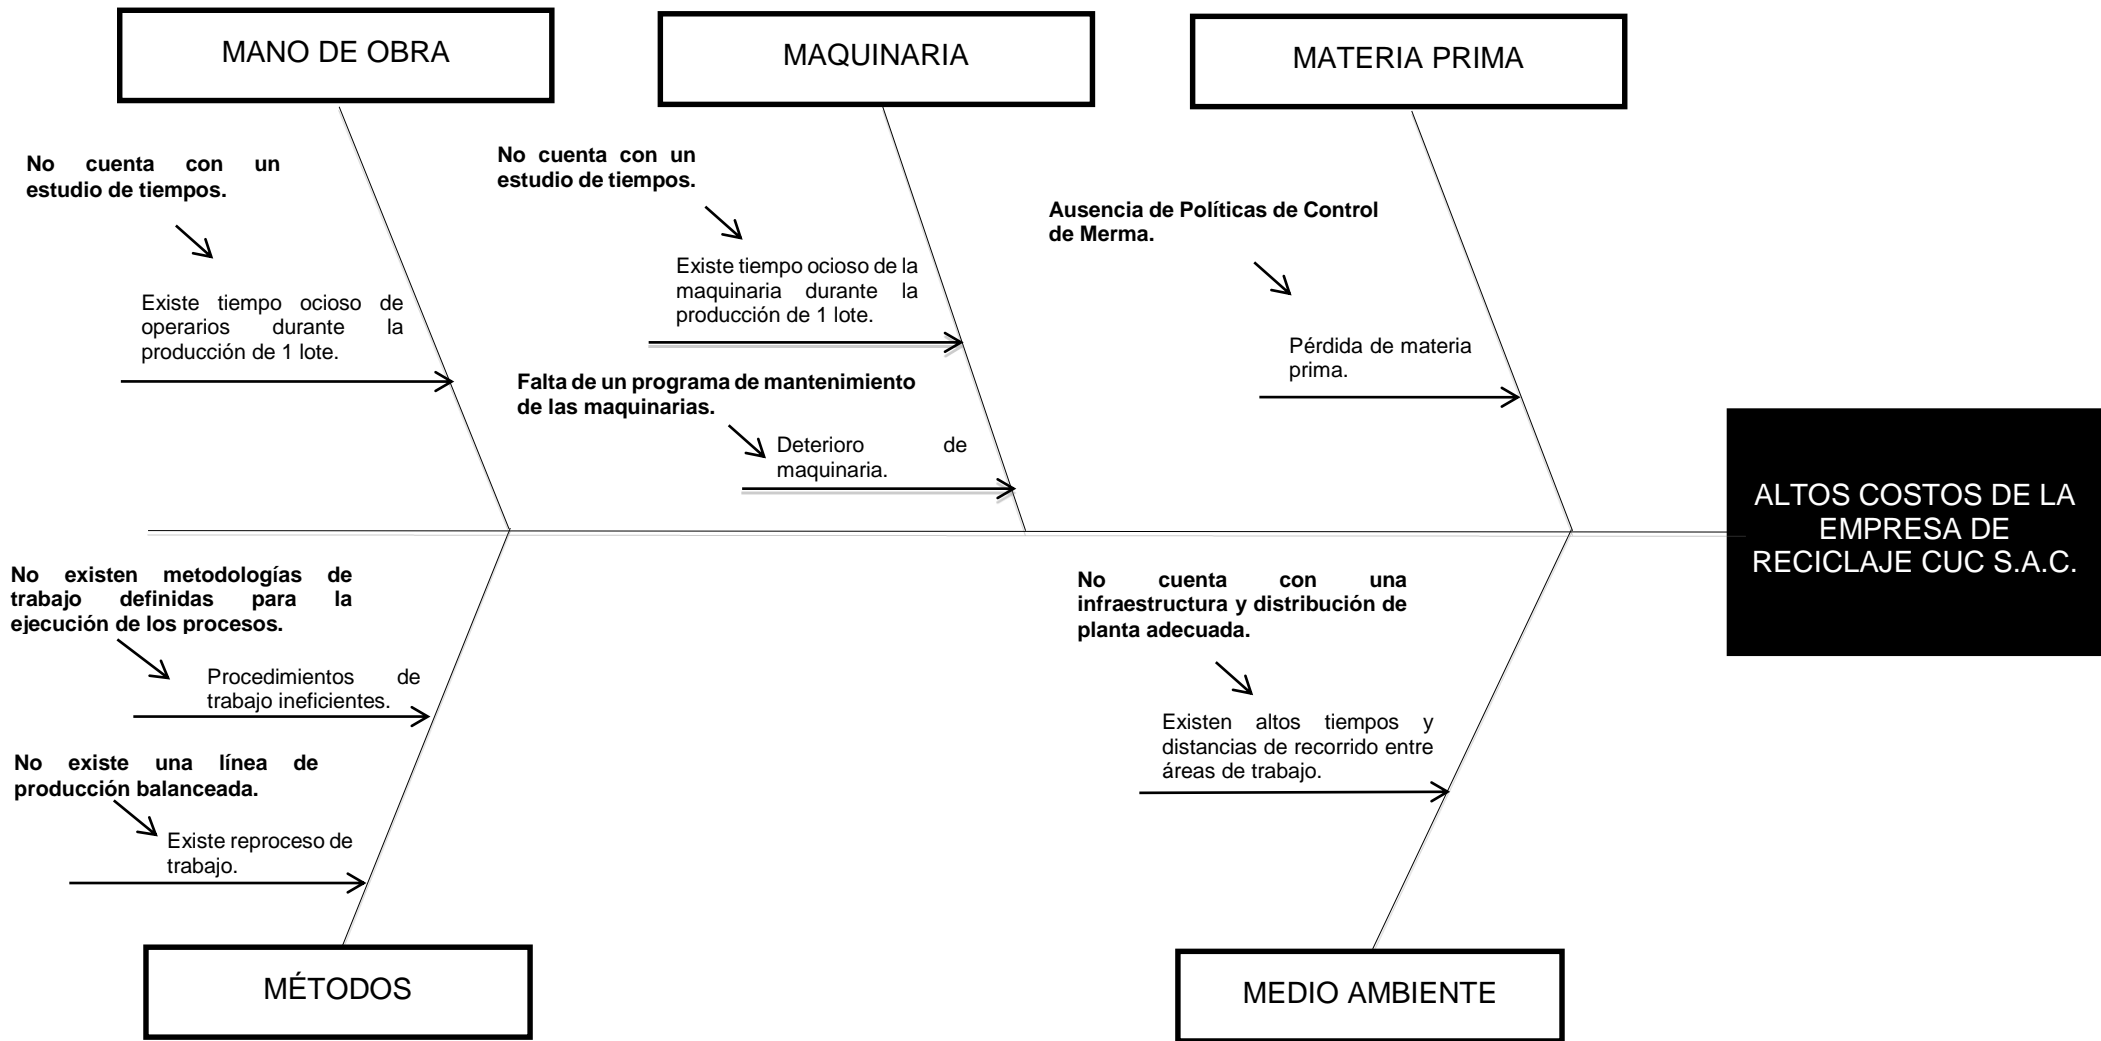 MANO DE OBRA
MAQUINARIA
MATERIA PRIMA
No cuenta con un
estudio de tiempos.
Existe tiempo ocioso de
operarios durante la
producción de 1 lote.
No cuenta con un
estudio de tiempos.
Existe tiempo ocioso de la
maquinaria durante la
producción de 1 lote.
Falta de un programa de mantenimiento
de las maquinarias.
Deterioro de
maquinaria.
Ausencia de Políticas de Control
de Merma.
Pérdida de materia
prima.
ALTOS COSTOS DE LA
EMPRESA DE
RECICLAJE CUC S.A.C.
No existen metodologías de
trabajo definidas para la
ejecución de los procesos.
Procedimientos de
trabajo ineficientes.
No existe una línea de
producción balanceada.
Existe reproceso de
trabajo.
No cuenta con una
infraestructura y distribución de
planta adecuada.
Existen altos tiempos y
distancias de recorrido entre
áreas de trabajo.
MÉTODOS
MEDIO AMBIENTE